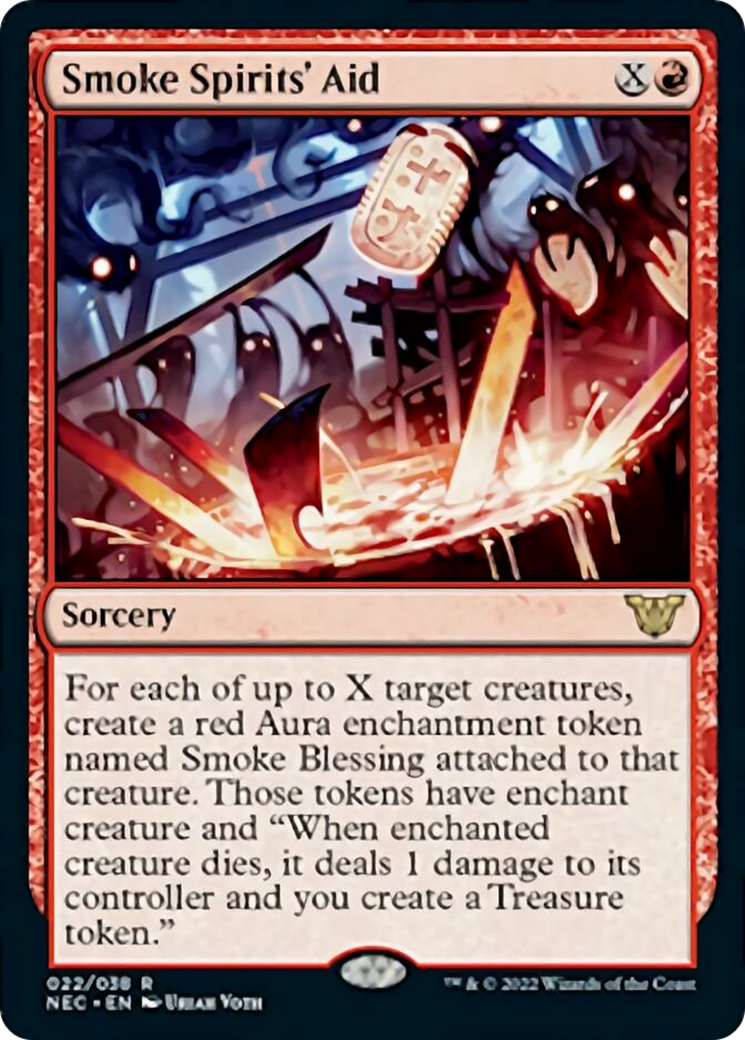 Smoke Spirits' Aid X
Sorcery
For each of up to X target creatures,
create a red Aura enchantment token
named Smoke Blessing attached to that
creature. Those tokens have enchant
creature and “When enchanted
creature dies, it deals 1 damage to its
controller and you create a Treasure
token.”
022/038 R
™ & © 2022 Wizards of the Coast
NEC • EN Uriah Voth